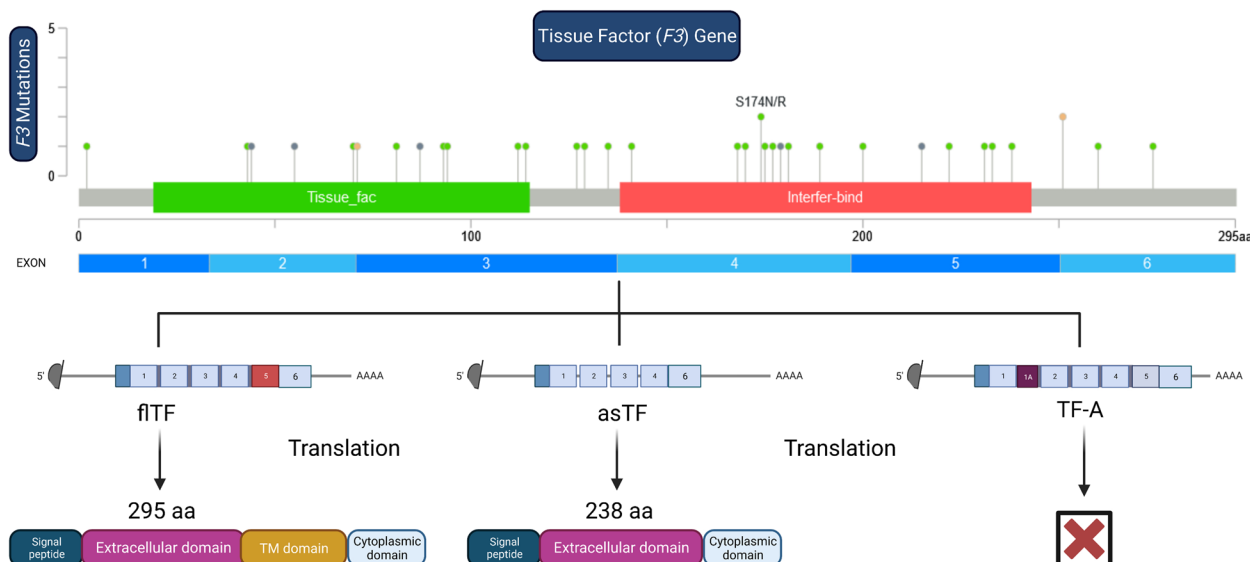 Tissue Factor (F3) Gene
F3 Mutations
5
0
S174N/R
Tissue_fac
Interfer-bind
0
100
200
295aa
EXON
1
2
3
4
5
6
5'
1
2
3
4
5
6
AAAA
5'
1
2
3
4
6
AAAA
5'
1
1A
2
3
4
5
6
AAAA
flTF
asTF
TF-A
Translation
Translation
295 aa
238 aa
Signal
peptide
Extracellular domain
TM domain
Cytoplasmic
domain
Signal
peptide
Extracellular domain
Cytoplasmic
domain